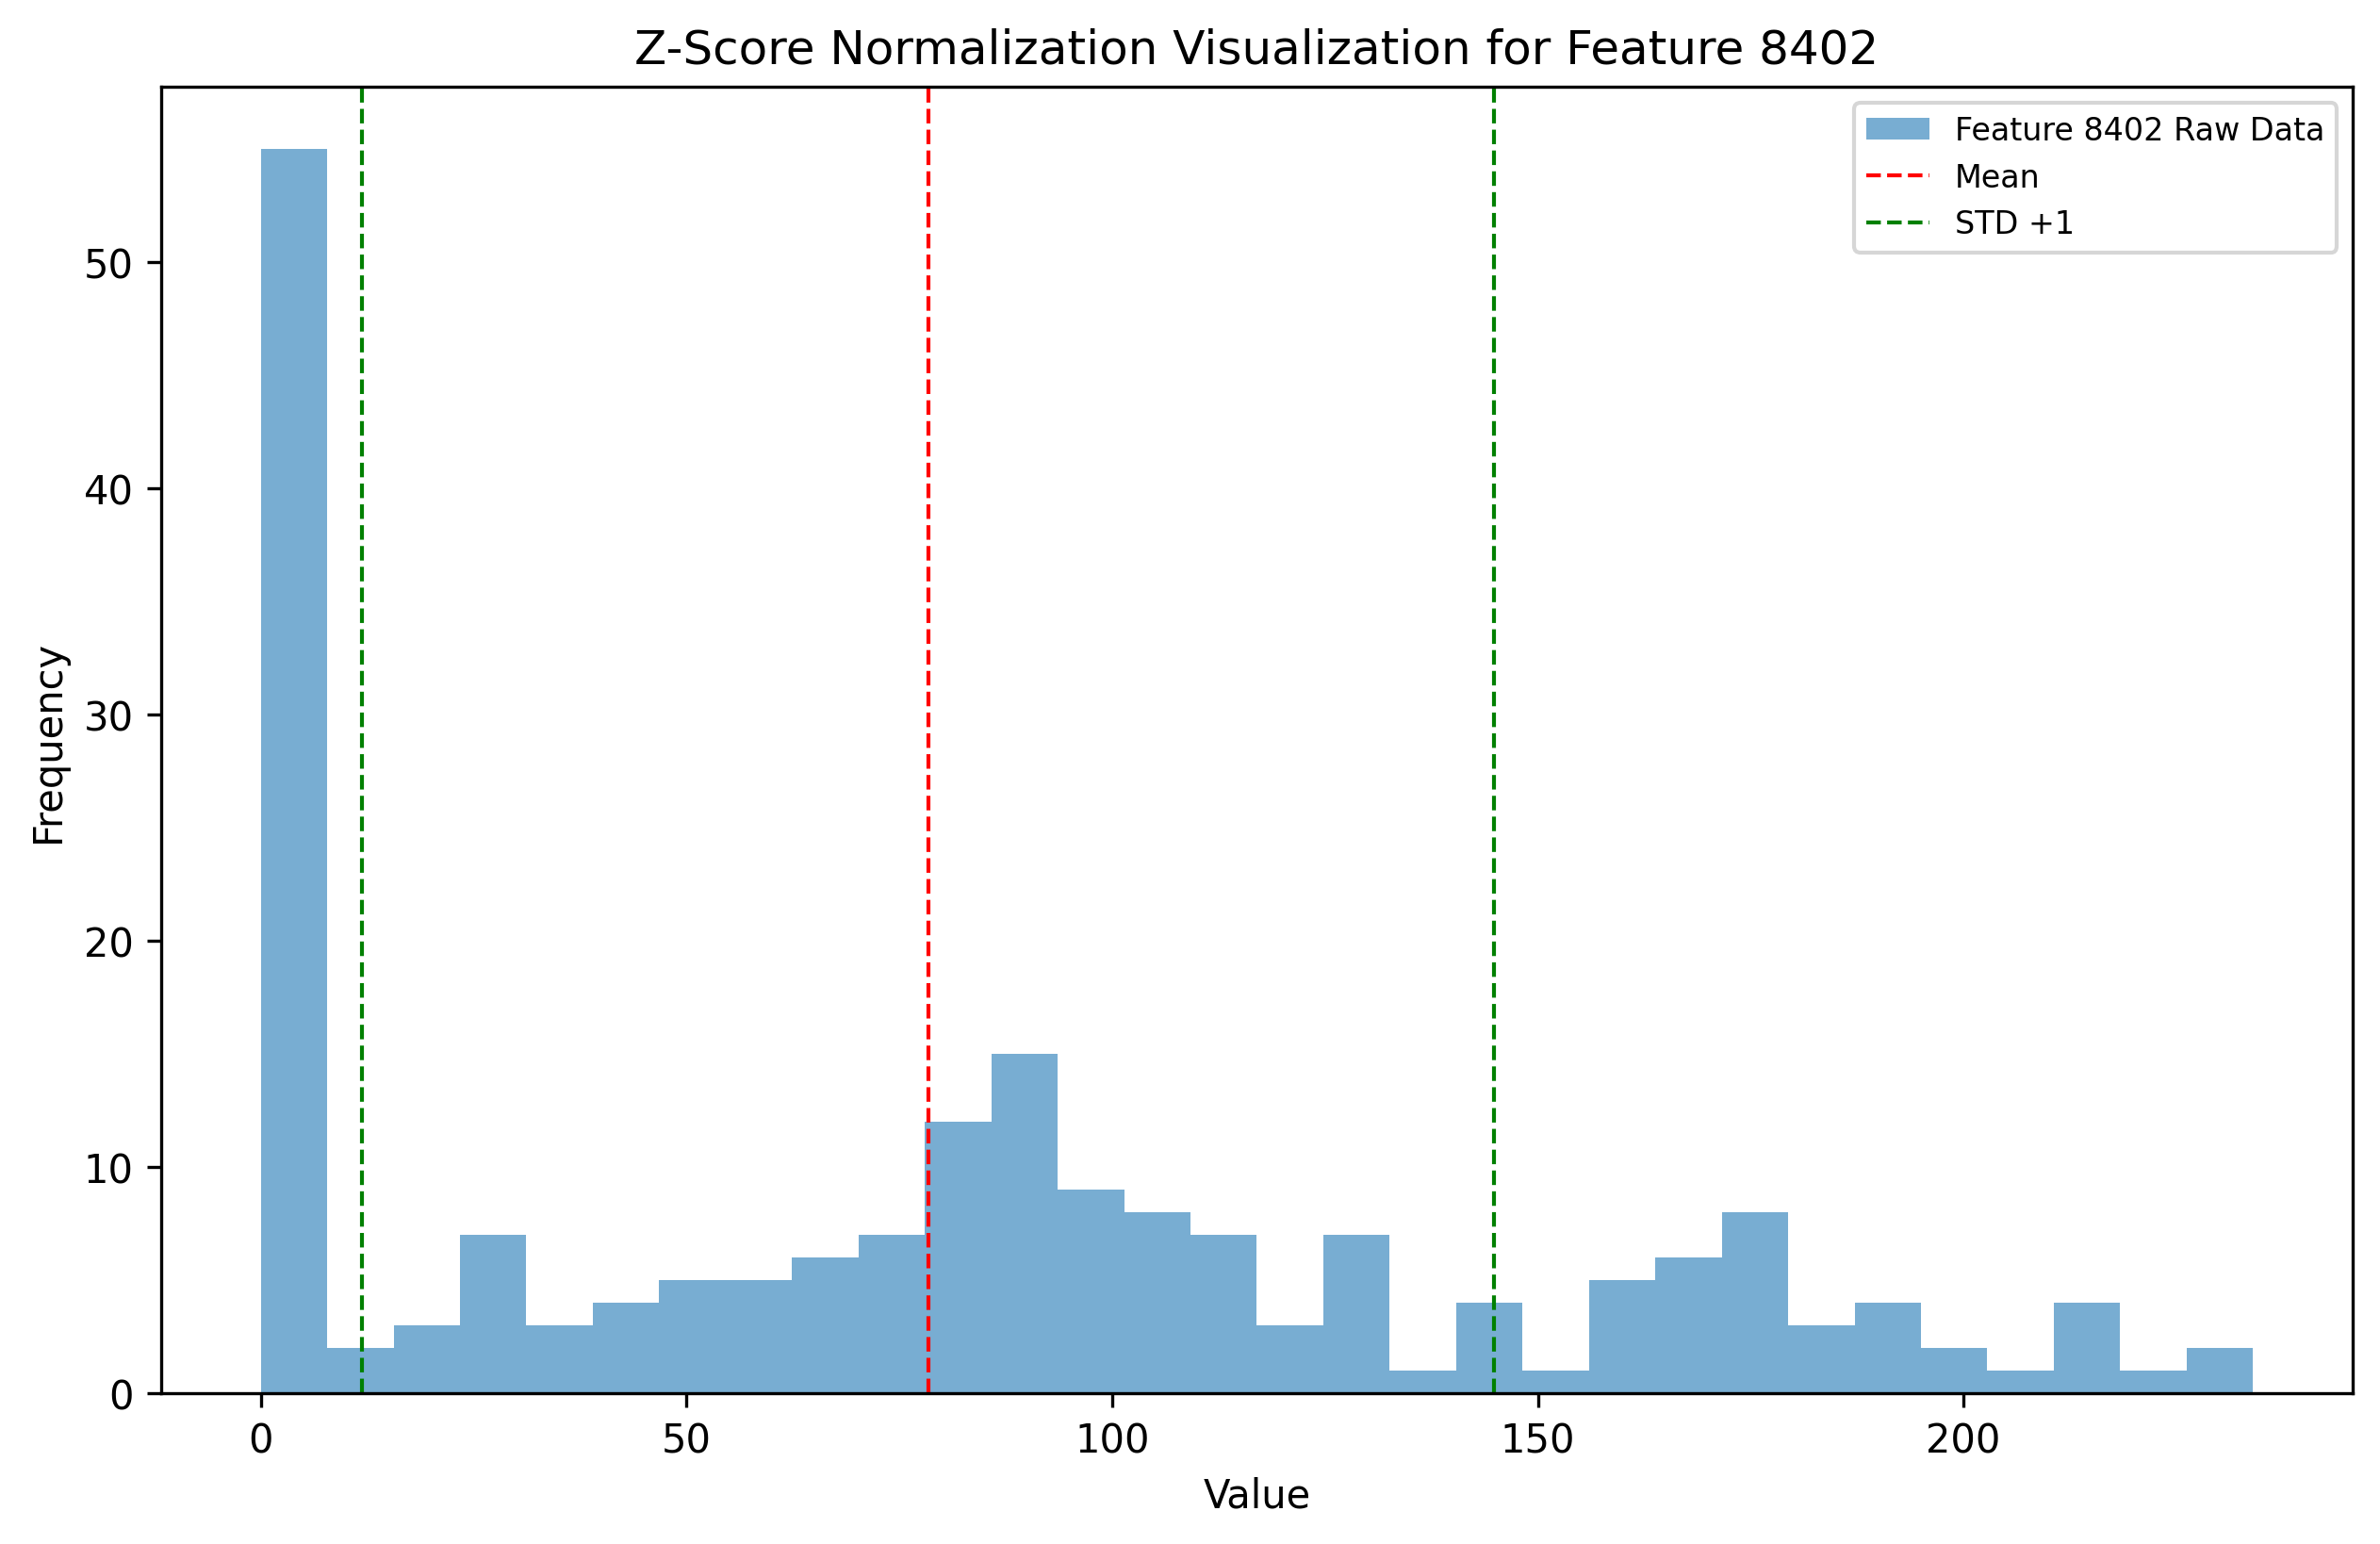 Z-Score Normalization Visualization for Feature 8402
Feature 8402 Raw Data
Mean
STD +1
Frequency
50
40
30
20
10
0
0 50 100 150 200
Value